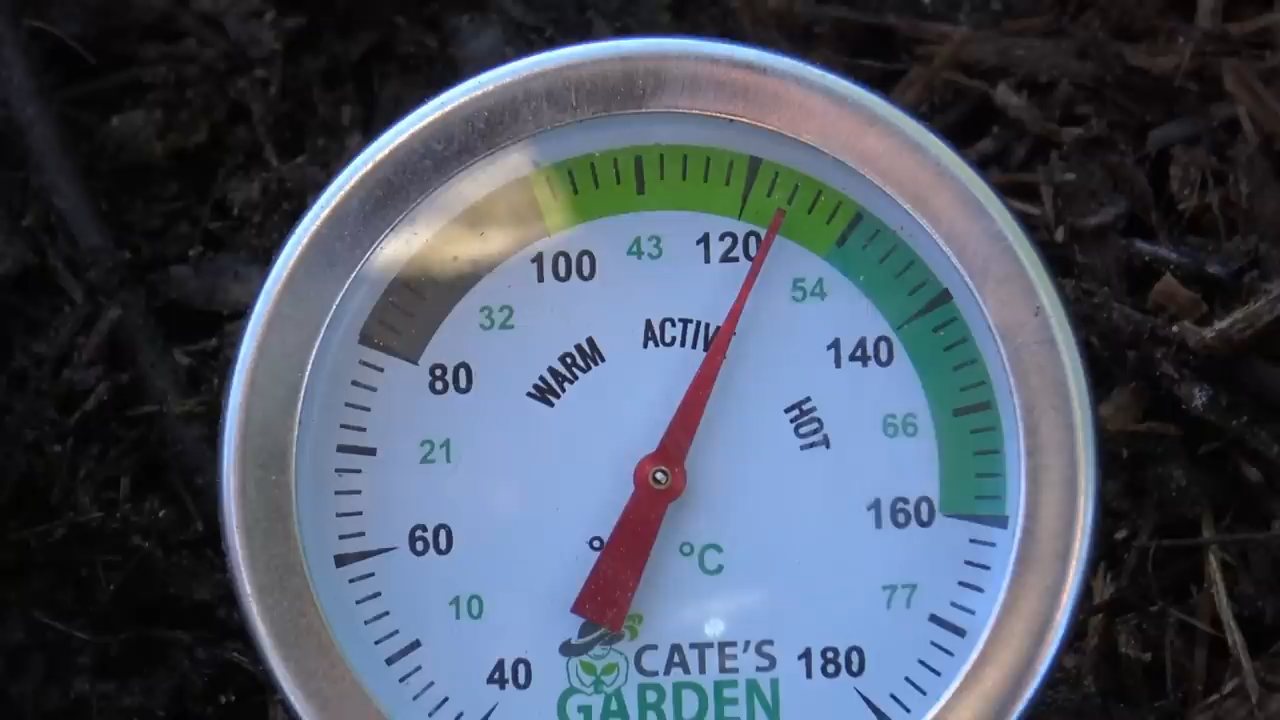 100 43 120
32 54
ACTIV
WARM
80 140
HOT
21 66
60 160
° °C
10 77
40 CATE'S 180
GARDEN